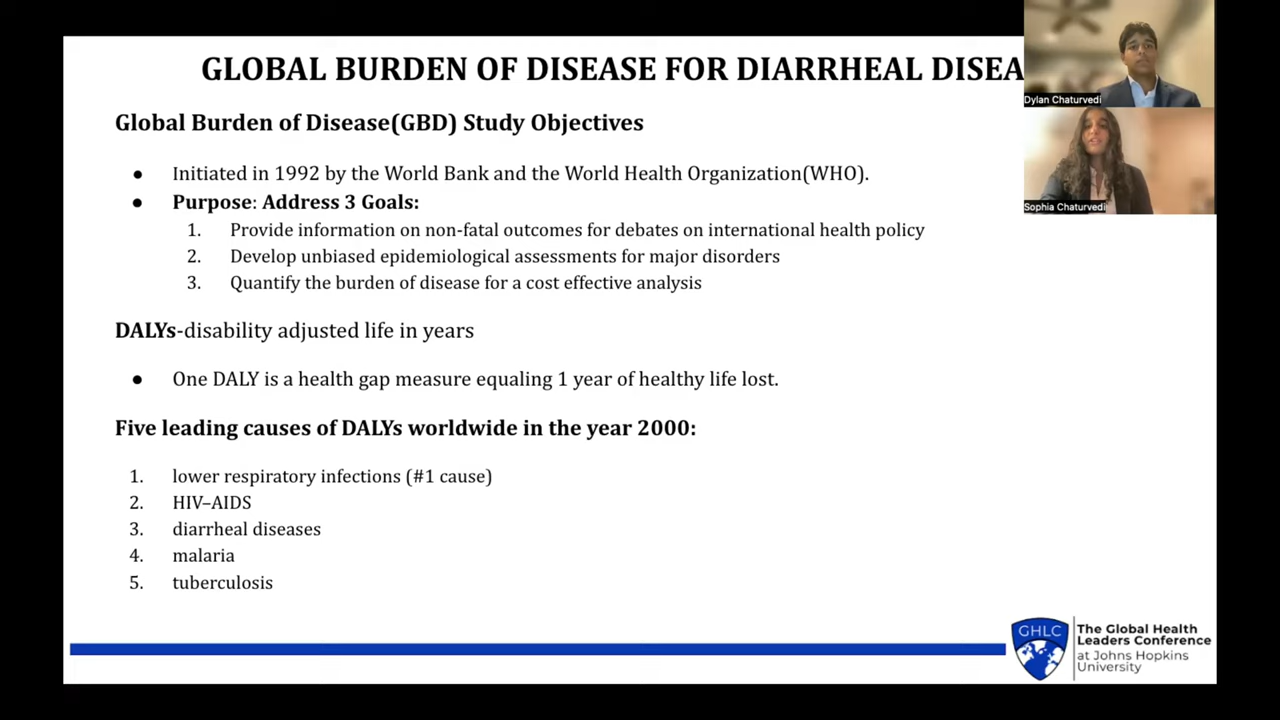 GLOBAL BURDEN OF DISEASE FOR DIARRHEAL DISEA
Dylan Chaturvedi
Sophia Chaturvedi
Global Burden of Disease(GBD) Study Objectives
● Initiated in 1992 by the World Bank and the World Health Organization(WHO).
● Purpose: Address 3 Goals:
1. Provide information on non-fatal outcomes for debates on international health policy
2. Develop unbiased epidemiological assessments for major disorders
3. Quantify the burden of disease for a cost effective analysis
DALYs-disability adjusted life in years
● One DALY is a health gap measure equaling 1 year of healthy life lost.
Five leading causes of DALYs worldwide in the year 2000:
1. lower respiratory infections (#1 cause)
2. HIV–AIDS
3. diarrheal diseases
4. malaria
5. tuberculosis
GHLC
The Global Health
Leaders Conference
at Johns Hopkins
University